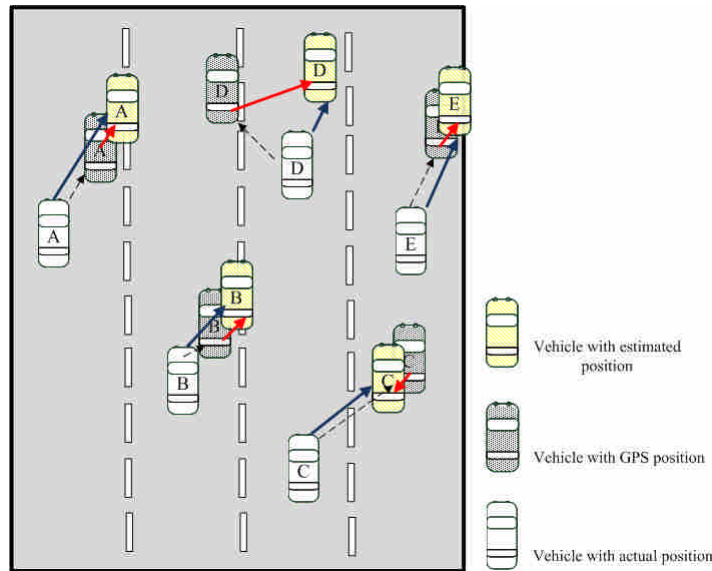 D
D
E
A
E
A
D
A
E
B
B
B
C
C
C
Vehicle with estimated
position
Vehicle with GPS position
Vehicle with actual position